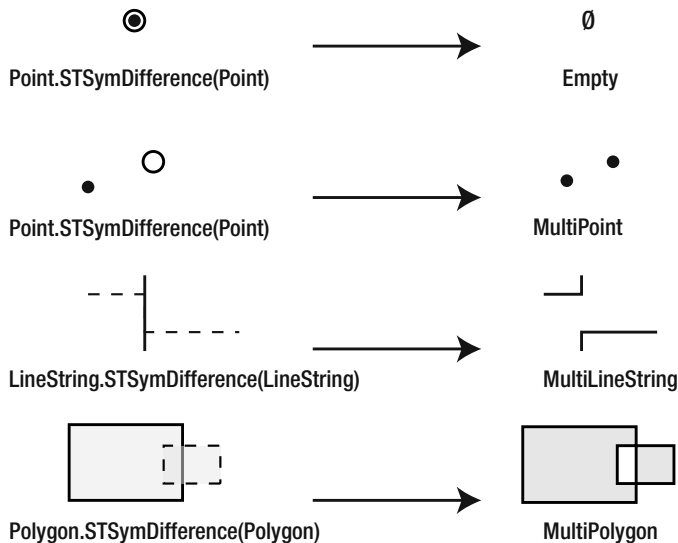 Ø
Point.STSymDifference(Point)
Empty
Point.STSymDifference(Point)
MultiPoint
LineString.STSymDifference(LineString)
MultiLineString
Polygon.STSymDifference(Polygon)
MultiPolygon